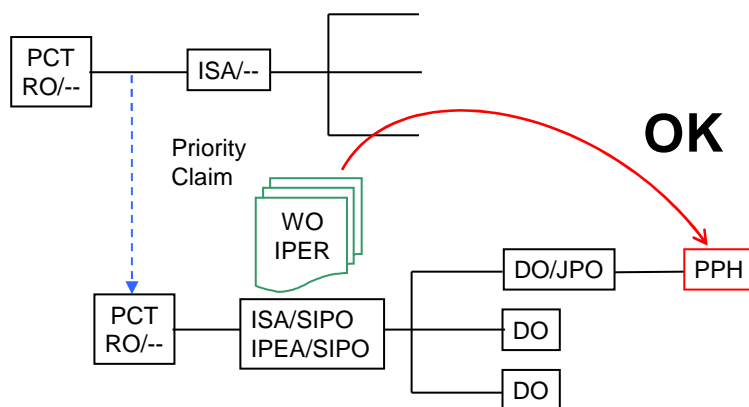 OK
PCT
RO/--
ISA/--
Priority
Claim
WO
IPER
DO/JPO
PPH
PCT
RO/--
ISA/SIPO
IPEA/SIPO
DO
DO